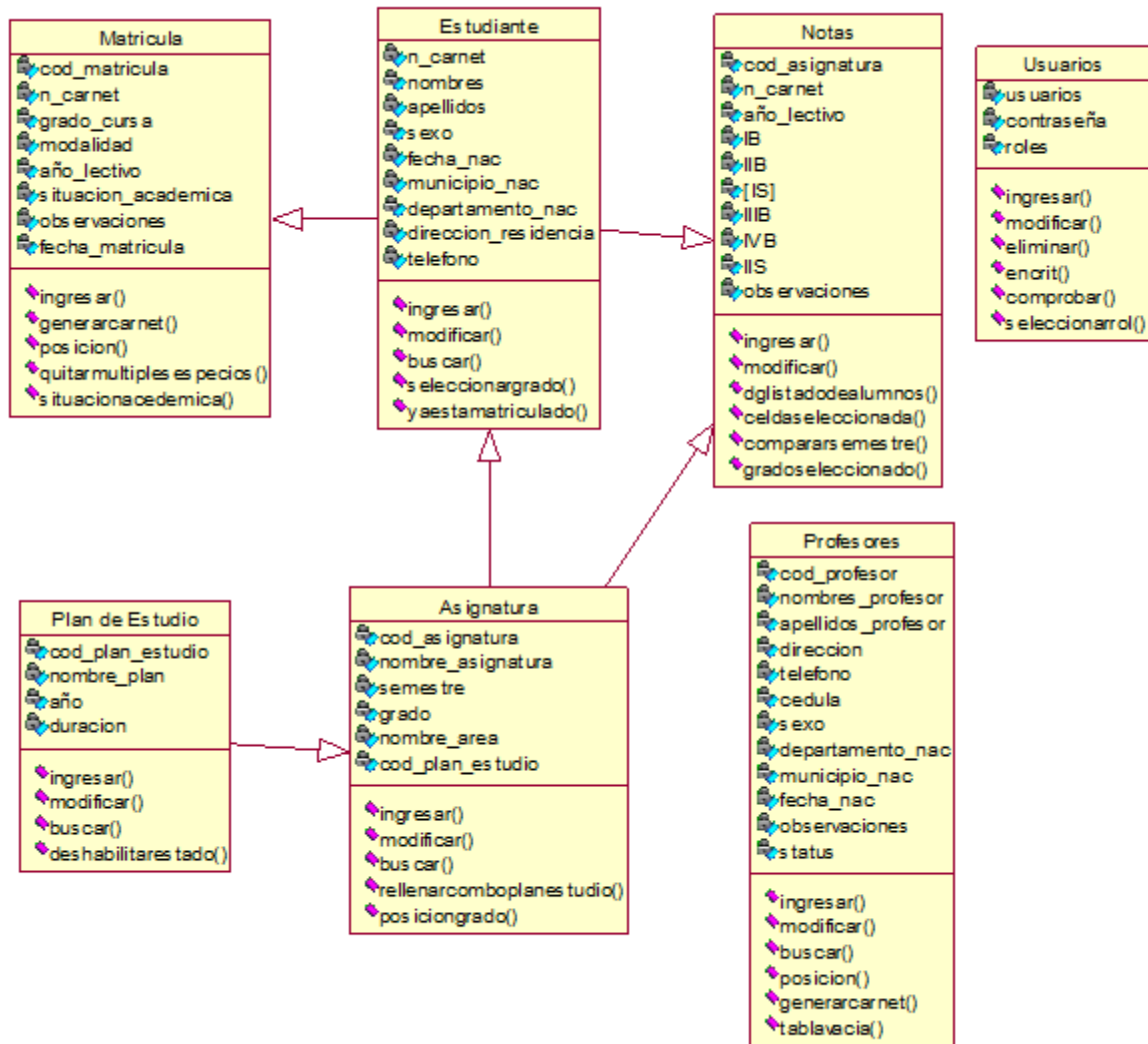 Matricula
cod_matricula
n_carnet
grado_cursa
modalidad
año_lectivo
situacion_academica
observaciones
fecha_matricula
ingresar()
generarcarnet()
posicion()
quitarmultiplesespecios()
situacionacedemica()
Estudiante
n_carnet
nombres
apellidos
sexo
fecha_nac
municipio_nac
departamento_nac
direccion_residencia
telefono
ingresar()
modificar()
buscar()
seleccionargrado()
yaestamatriculado()
Notas
cod_asignatura
n_carnet
año_lectivo
IB
IIB
[IS]
IIIB
IVB
IIS
observaciones
ingresar()
modificar()
dglistadodealumnos()
celdaseleccionada()
compararsemestre()
gradoseleccionado()
Usuarios
usuarios
contraseña
roles
ingresar()
modificar()
eliminar()
encrit()
comprobar()
seleccionarrol()
Plan de Estudio
cod_plan_estudio
nombre_plan
año
duracion
ingresar()
modificar()
buscar()
deshabilitarestado()
Asignatura
cod_asignatura
nombre_asignatura
semestre
grado
nombre_area
cod_plan_estudio
ingresar()
modificar()
buscar()
rellenarcomboplanestudio()
posiciongrado()
Profesores
cod_profesor
nombres_profesor
apellidos_profesor
direccion
telefono
cedula
sexo
departamento_nac
municipio_nac
fecha_nac
observaciones
status
ingresar()
modificar()
buscar()
posicion()
generarcarnet()
tablavacia()